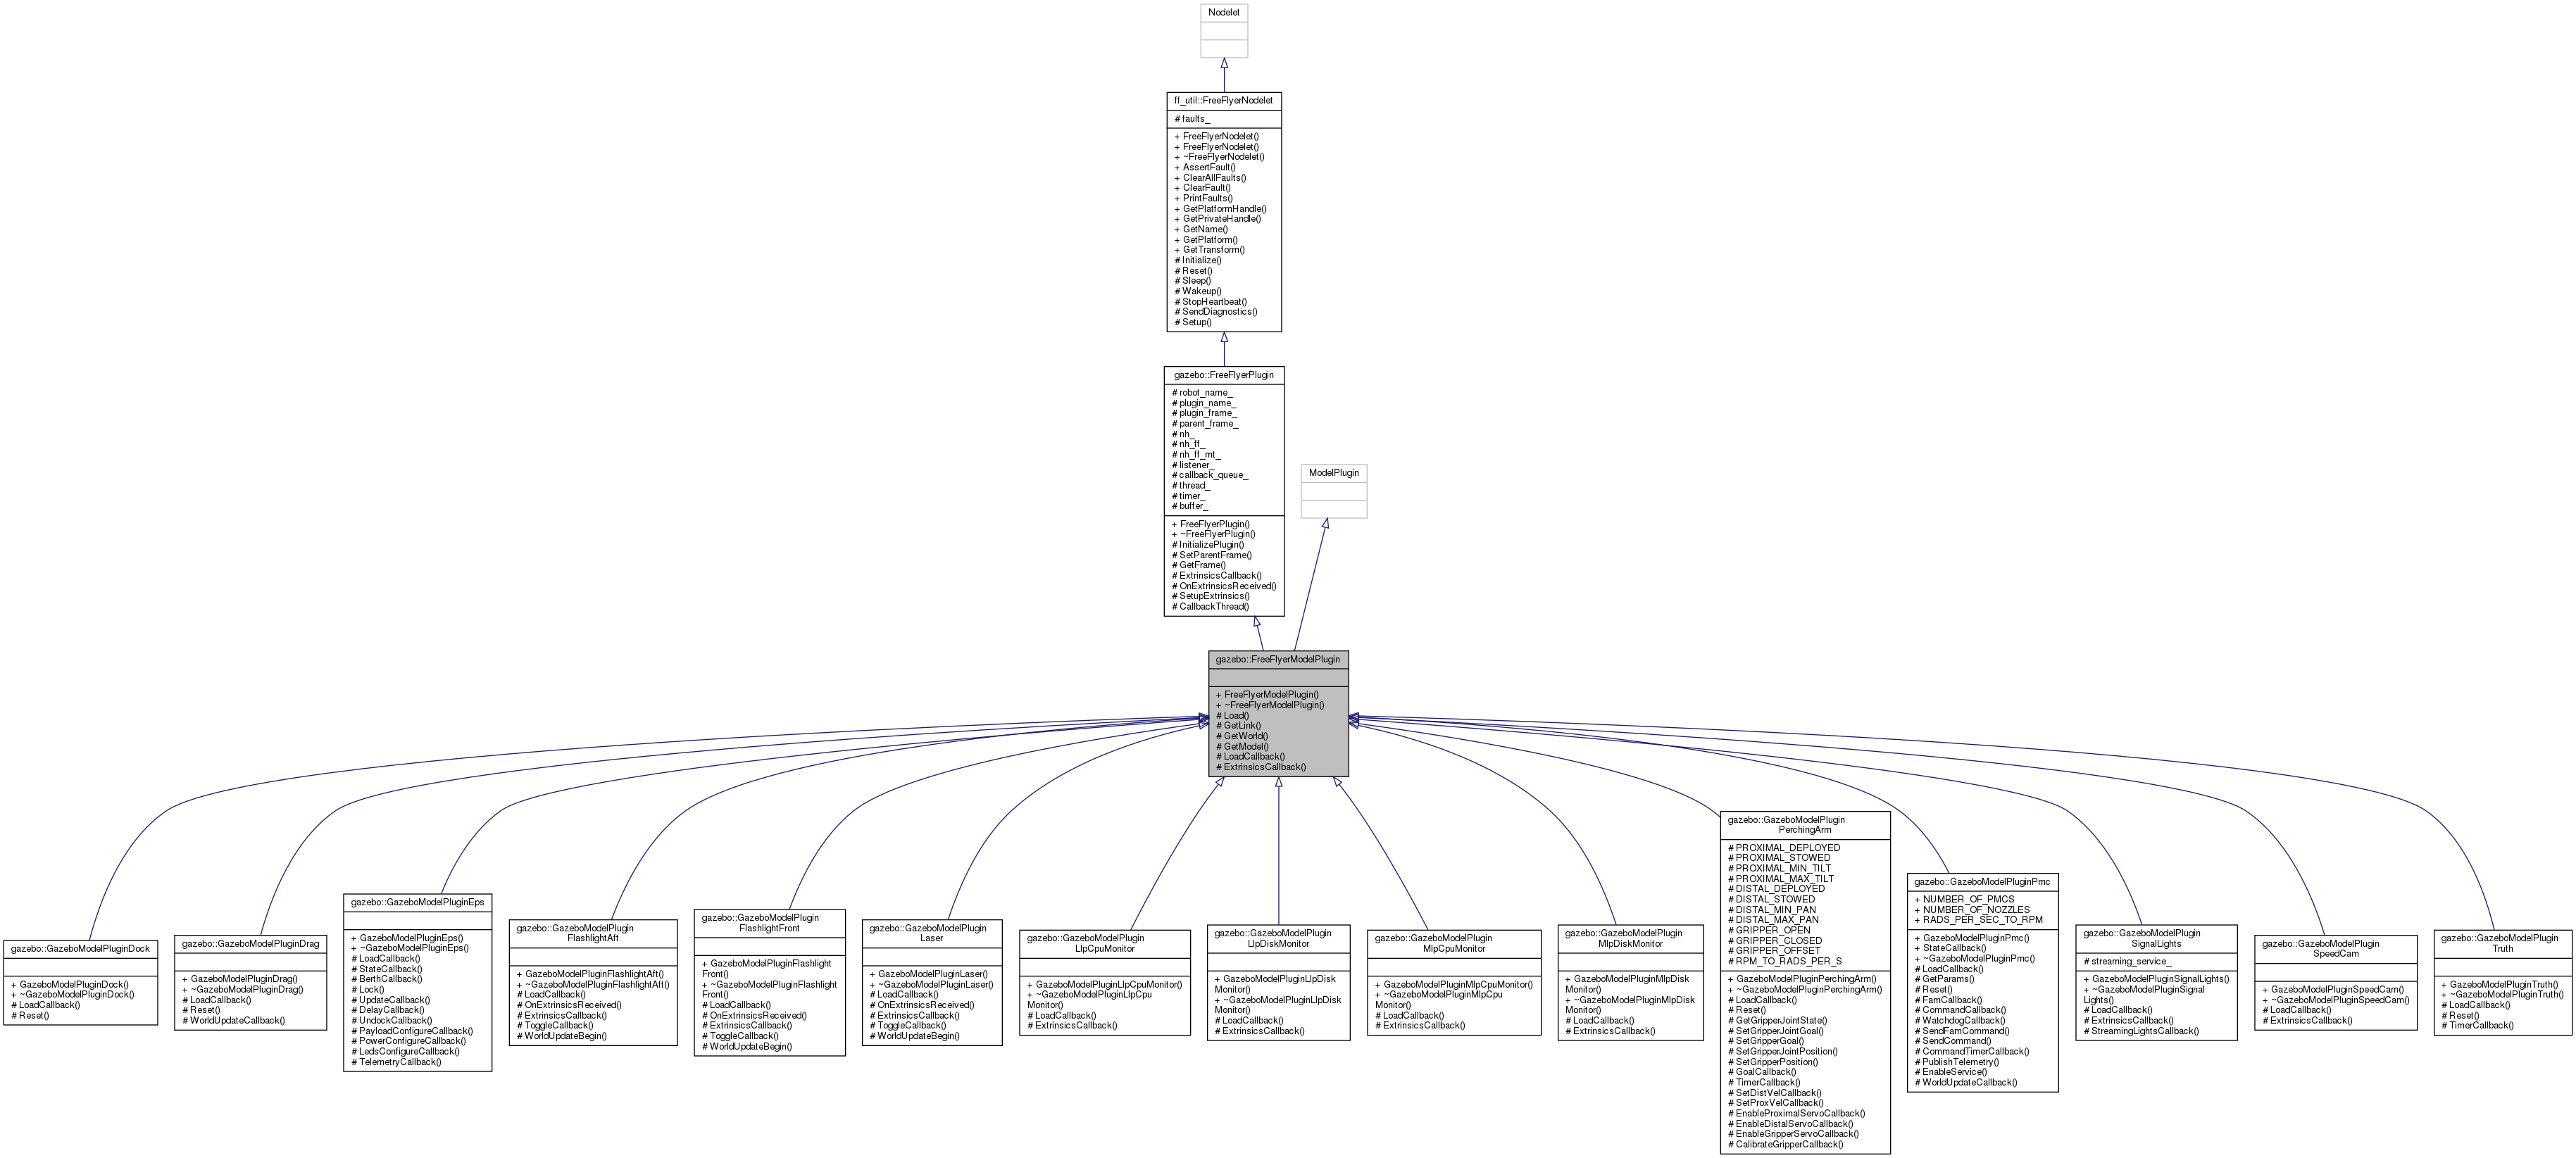 Nodelet
ff_util::FreeFlyerNodelet
# faults_
+ FreeFlyerNodelet()
+ FreeFlyerNodelet()
+ ~FreeFlyerNodelet()
+ AssertFault()
+ ClearAllFaults()
+ ClearFault()
+ PrintFaults()
+ GetPlatformHandle()
+ GetPrivateHandle()
+ GetName()
+ GetPlatform()
+ GetTransform()
# Initialize()
# Reset()
# Sleep()
# Wakeup()
# StopHeartbeat()
# SendDiagnostics()
# Setup()
gazebo::FreeFlyerPlugin
# robot_name_
# plugin_name_
# plugin_frame_
# parent_frame_
# nh_
# nh_ff_
# nh_ff_mt_
# listener_
# callback_queue_
# thread_
# timer_
# buffer_
+ FreeFlyerPlugin()
+ ~FreeFlyerPlugin()
# InitializePlugin()
# SetParentFrame()
# GetFrame()
# ExtrinsicsCallback()
# OnExtrinsicsReceived()
# SetupExtrinsics()
# CallbackThread()
ModelPlugin
gazebo::FreeFlyerModelPlugin
+ FreeFlyerModelPlugin()
+ ~FreeFlyerModelPlugin()
# Load()
# GetLink()
# GetWorld()
# GetModel()
# LoadCallback()
# ExtrinsicsCallback()
gazebo::GazeboModelPluginDock
+ GazeboModelPluginDock()
+ ~GazeboModelPluginDock()
# LoadCallback()
# Reset()
gazebo::GazeboModelPluginDrag
+ GazeboModelPluginDrag()
+ ~GazeboModelPluginDrag()
# LoadCallback()
# Reset()
# WorldUpdateCallback()
gazebo::GazeboModelPluginEps
+ GazeboModelPluginEps()
+ ~GazeboModelPluginEps()
# LoadCallback()
# StateCallback()
# BerthCallback()
# Lock()
# UpdateCallback()
# DelayCallback()
# UndockCallback()
# PayloadConfigureCallback()
# PowerConfigureCallback()
# LedsConfigureCallback()
# TelemetryCallback()
gazebo::GazeboModelPlugin
FlashlightAft
+ GazeboModelPluginFlashlightAft()
+ ~GazeboModelPluginFlashlightAft()
# LoadCallback()
# OnExtrinsicsReceived()
# ExtrinsicsCallback()
# ToggleCallback()
# WorldUpdateBegin()
gazebo::GazeboModelPlugin
FlashlightFront
+ GazeboModelPluginFlashlight
Front()
+ ~GazeboModelPluginFlashlight
Front()
# LoadCallback()
# OnExtrinsicsReceived()
# ExtrinsicsCallback()
# ToggleCallback()
# WorldUpdateBegin()
gazebo::GazeboModelPlugin
Laser
+ GazeboModelPluginLaser()
+ ~GazeboModelPluginLaser()
# LoadCallback()
# OnExtrinsicsReceived()
# ExtrinsicsCallback()
# ToggleCallback()
# WorldUpdateBegin()
gazebo::GazeboModelPlugin
LlpCpuMonitor
+ GazeboModelPluginLlpCpuMonitor()
+ ~GazeboModelPluginLlpCpu
Monitor()
# LoadCallback()
# ExtrinsicsCallback()
gazebo::GazeboModelPlugin
LlpDiskMonitor
+ GazeboModelPluginLlpDisk
Monitor()
+ ~GazeboModelPluginLlpDisk
Monitor()
# LoadCallback()
# ExtrinsicsCallback()
gazebo::GazeboModelPlugin
MlpCpuMonitor
+ GazeboModelPluginMlpCpuMonitor()
+ ~GazeboModelPluginMlpCpu
Monitor()
# LoadCallback()
# ExtrinsicsCallback()
gazebo::GazeboModelPlugin
MlpDiskMonitor
+ GazeboModelPluginMlpDisk
Monitor()
+ ~GazeboModelPluginMlpDisk
Monitor()
# LoadCallback()
# ExtrinsicsCallback()
gazebo::GazeboModelPlugin
PerchingArm
# PROXIMAL_DEPLOYED
# PROXIMAL_STOWED
# PROXIMAL_MIN_TILT
# PROXIMAL_MAX_TILT
# DISTAL_DEPLOYED
# DISTAL_STOWED
# DISTAL_MIN_PAN
# DISTAL_MAX_PAN
# GRIPPER_OPEN
# GRIPPER_CLOSED
# GRIPPER_OFFSET
# RPM_TO_RADS_PER_S
+ GazeboModelPluginPerchingArm()
+ ~GazeboModelPluginPerchingArm()
# LoadCallback()
# Reset()
# GetGripperJointState()
# SetGripperJointGoal()
# SetGripperGoal()
# SetGripperJointPosition()
# SetGripperPosition()
# GoalCallback()
# TimerCallback()
# SetDistVelCallback()
# SetProxVelCallback()
# EnableProximalServoCallback()
# EnableDistalServoCallback()
# EnableGripperServoCallback()
# CalibrateGripperCallback()
gazebo::GazeboModelPluginPmc
+ NUMBER_OF_PMCS
+ NUMBER_OF_NOZZLES
+ RADS_PER_SEC_TO_RPM
+ GazeboModelPluginPmc()
+ StateCallback()
+ ~GazeboModelPluginPmc()
# LoadCallback()
# GetParams()
# Reset()
# FamCallback()
# CommandCallback()
# WatchdogCallback()
# SendFamCommand()
# SendCommand()
# CommandTimerCallback()
# PublishTelemetry()
# EnableService()
# WorldUpdateCallback()
gazebo::GazeboModelPlugin
SignalLights
# streaming_service_
+ GazeboModelPluginSignalLights()
+ ~GazeboModelPluginSignal
Lights()
# LoadCallback()
# ExtrinsicsCallback()
# StreamingLightsCallback()
gazebo::GazeboModelPlugin
SpeedCam
+ GazeboModelPluginSpeedCam()
+ ~GazeboModelPluginSpeedCam()
# LoadCallback()
# ExtrinsicsCallback()
gazebo::GazeboModelPlugin
Truth
+ GazeboModelPluginTruth()
+ ~GazeboModelPluginTruth()
# LoadCallback()
# Reset()
# TimerCallback()